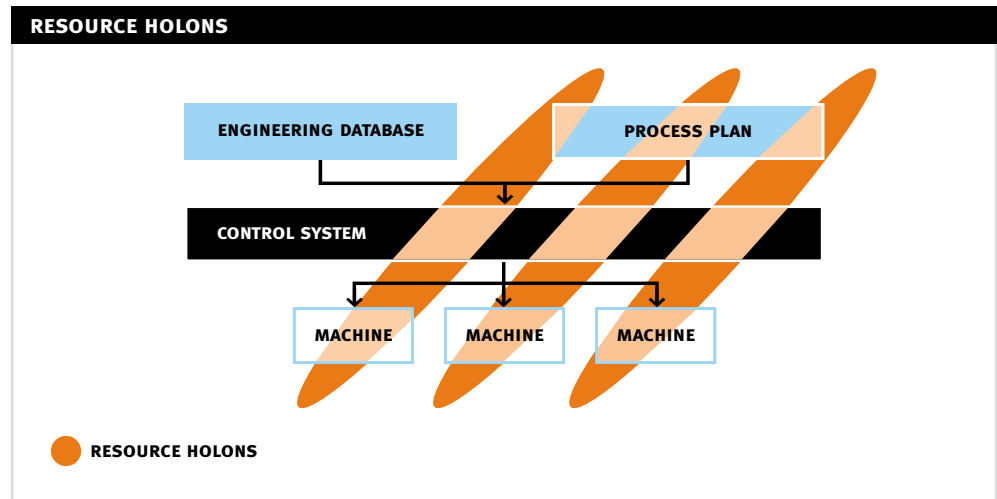 RESOURCE HOLONS
ENGINEERING DATABASE
PROCESS PLAN
CONTROL SYSTEM
MACHINE
MACHINE
MACHINE
RESOURCE HOLONS